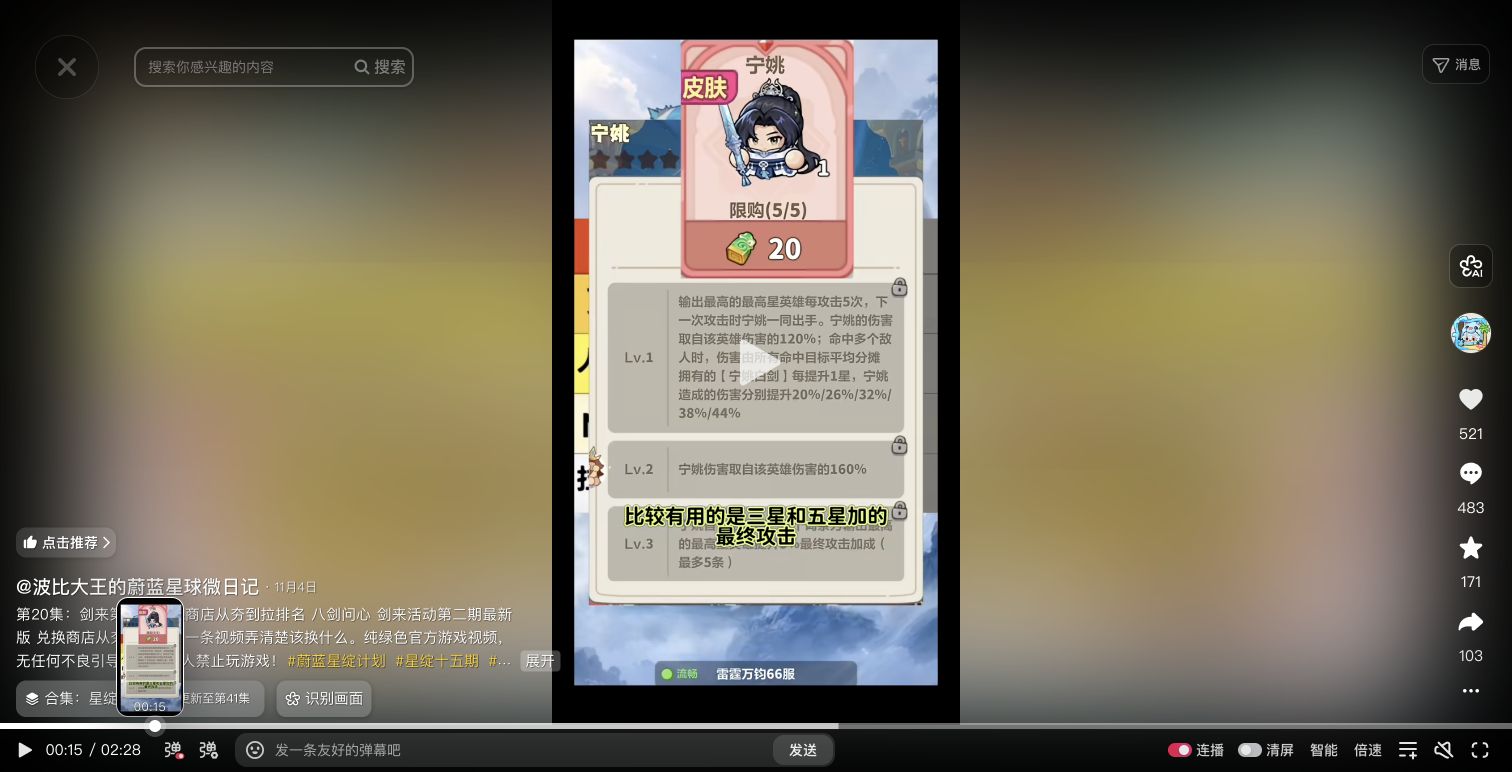 搜索你感兴趣的内容
搜索
消息
宁姚
皮肤
宁姚
1
限购(5/5)
20
输出最高的最高星英雄每攻击5次，下
一次攻击时宁姚一同出手。宁姚的伤害
取自该英雄伤害的120%；命中多个敌
人时，伤害由所有命中目标平均分摊
拥有的【宁姚白剑】每提升1星，宁姚
造成的伤害分别提升20%/26%/32%/
38%/44%
Lv.1
Lv.2
宁姚伤害取自该英雄伤害的160%
比较有用的是三星和五星加的
最终攻击
Lv.3
的最高
最终攻击加成（
最多5条）
流畅
雷霆万钧66服
AI
521
483
171
103
点击推荐
@波比大王的蔚蓝星球微日记 · 11月4日
第20集：剑来
商店从夯到拉排名 八剑问心 剑来活动第二期最新
版 兑换商店从
一条视频弄清楚该换什么。纯绿色官方游戏视频，
无任何不良引导
人禁止玩游戏！ #蔚蓝星绽计划 #星绽十五期 #...
展开
合集：星绽
更新至第41集
识别画面
00:15
00:15 / 02:28
弹
弹
发一条友好的弹幕吧
发送
连播
清屏
智能
倍速